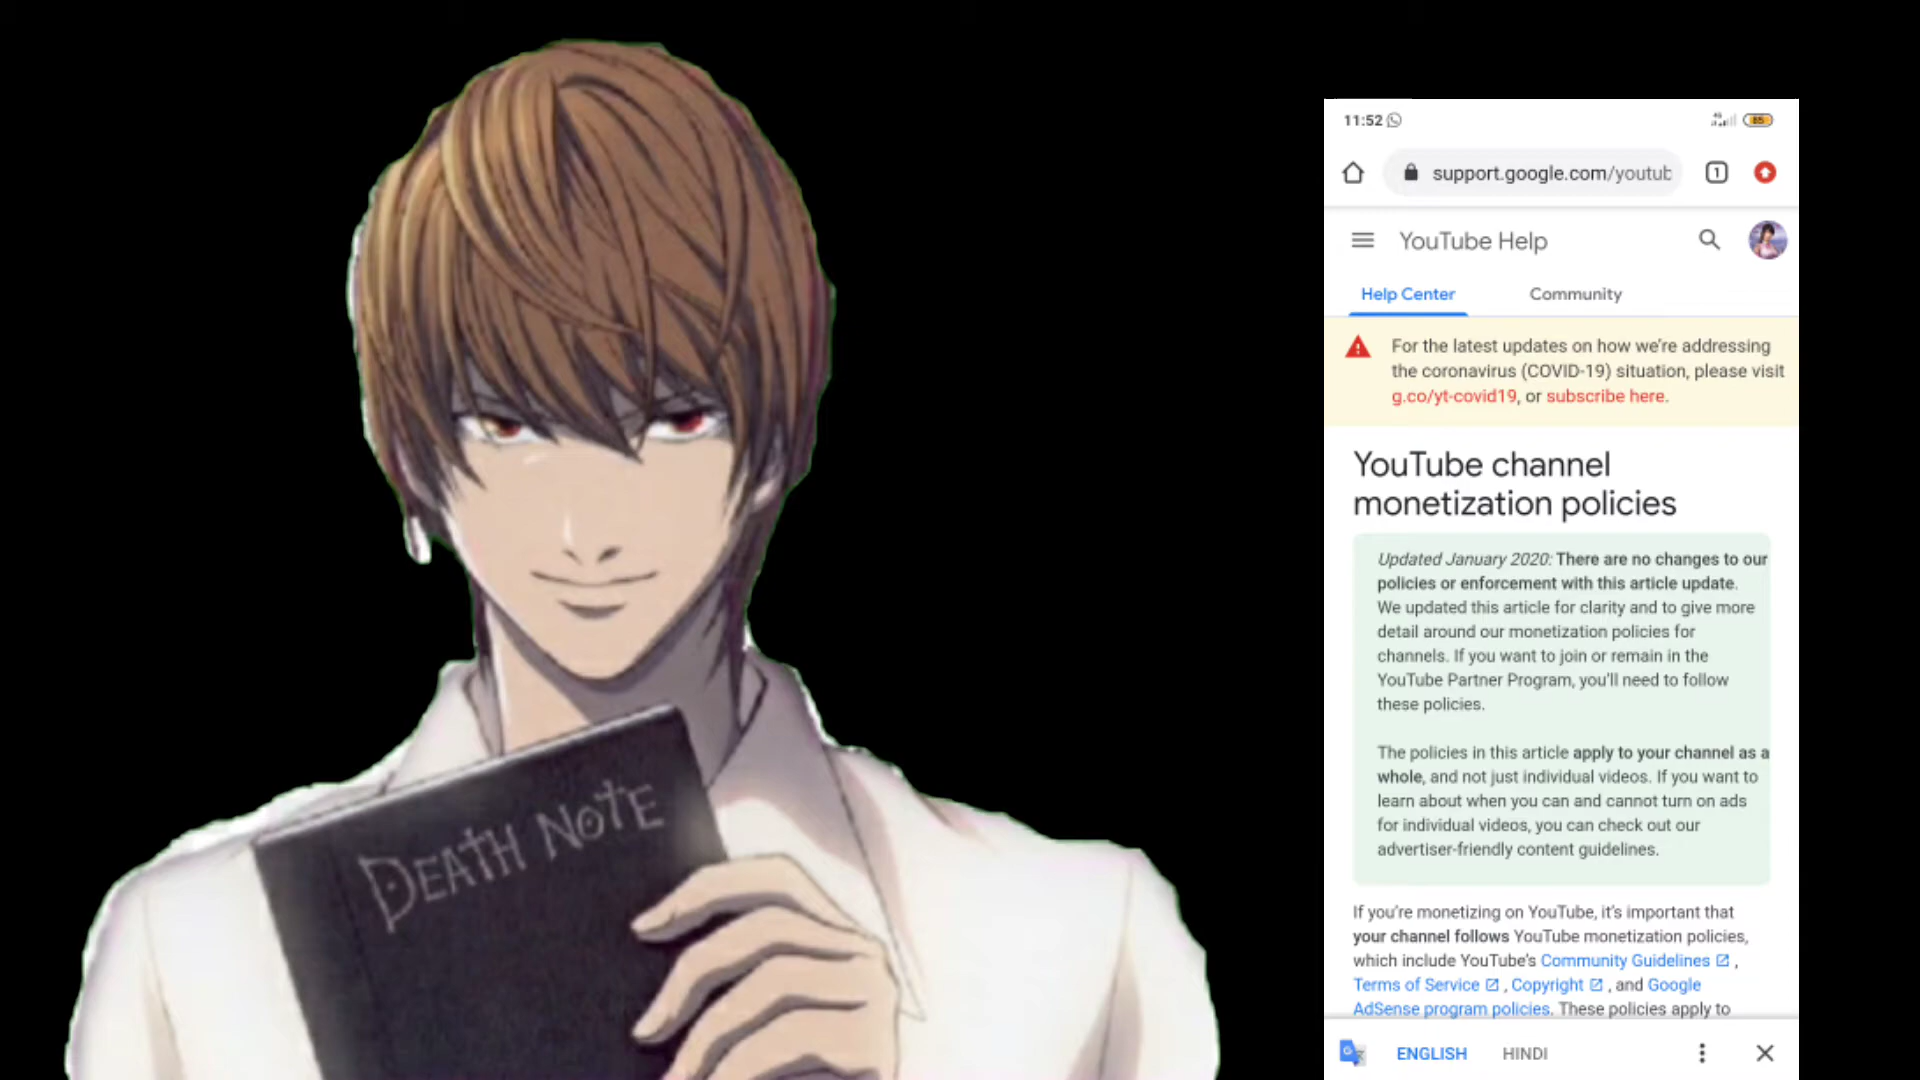 DEATH NOTE
11:52
4G
85
support.google.com/youtub
1
YouTube Help
Help Center
Community
For the latest updates on how we’re addressing
the coronavirus (COVID-19) situation, please visit
g.co/yt-covid19, or subscribe here.
YouTube channel
monetization policies
Updated January 2020: There are no changes to our
policies or enforcement with this article update.
We updated this article for clarity and to give more
detail around our monetization policies for
channels. If you want to join or remain in the
YouTube Partner Program, you’ll need to follow
these policies.
The policies in this article apply to your channel as a
whole, and not just individual videos. If you want to
learn about when you can and cannot turn on ads
for individual videos, you can check out our
advertiser-friendly content guidelines.
If you’re monetizing on YouTube, it’s important that
your channel follows YouTube monetization policies,
which include YouTube’s Community Guidelines ,
Terms of Service , Copyright , and Google
AdSense program policies. These policies apply to
ENGLISH
HINDI